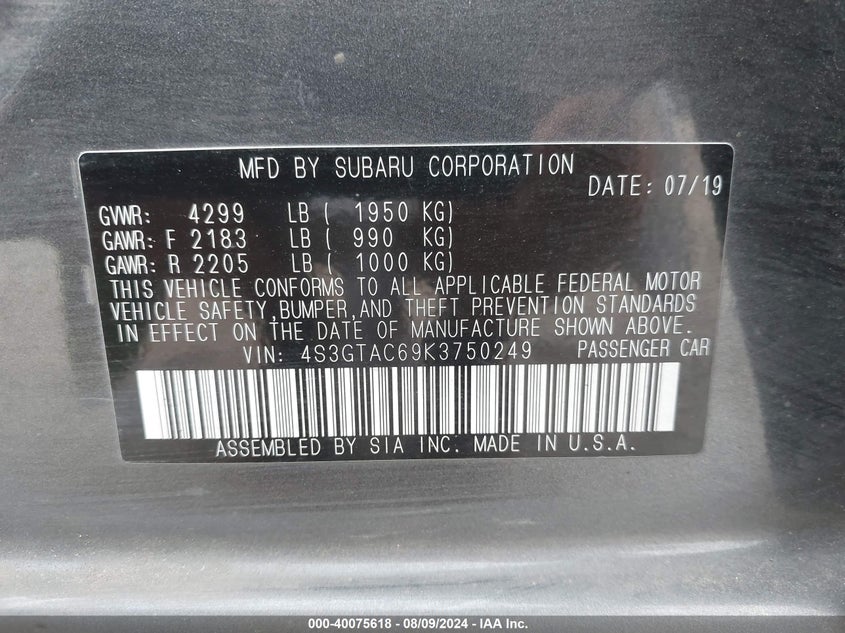 MFD BY SUBARU CORPORATION
DATE: 07/19
GVWR: 4299 LB ( 1950 KG)
GAWR: F 2183 LB ( 990 KG)
GAWR: R 2205 LB ( 1000 KG)
THIS VEHICLE CONFORMS TO ALL APPLICABLE FEDERAL MOTOR
VEHICLE SAFETY,BUMPER,AND THEFT PREVENTION STANDARDS
IN EFFECT ON THE DATE OF MANUFACTURE SHOWN ABOVE.
VIN: 4S3GTAC69K3750249 PASSENGER CAR
ASSEMBLED BY SIA INC. MADE IN U.S.A.
000-40075618 - 08/09/2024 - www.iaai.com